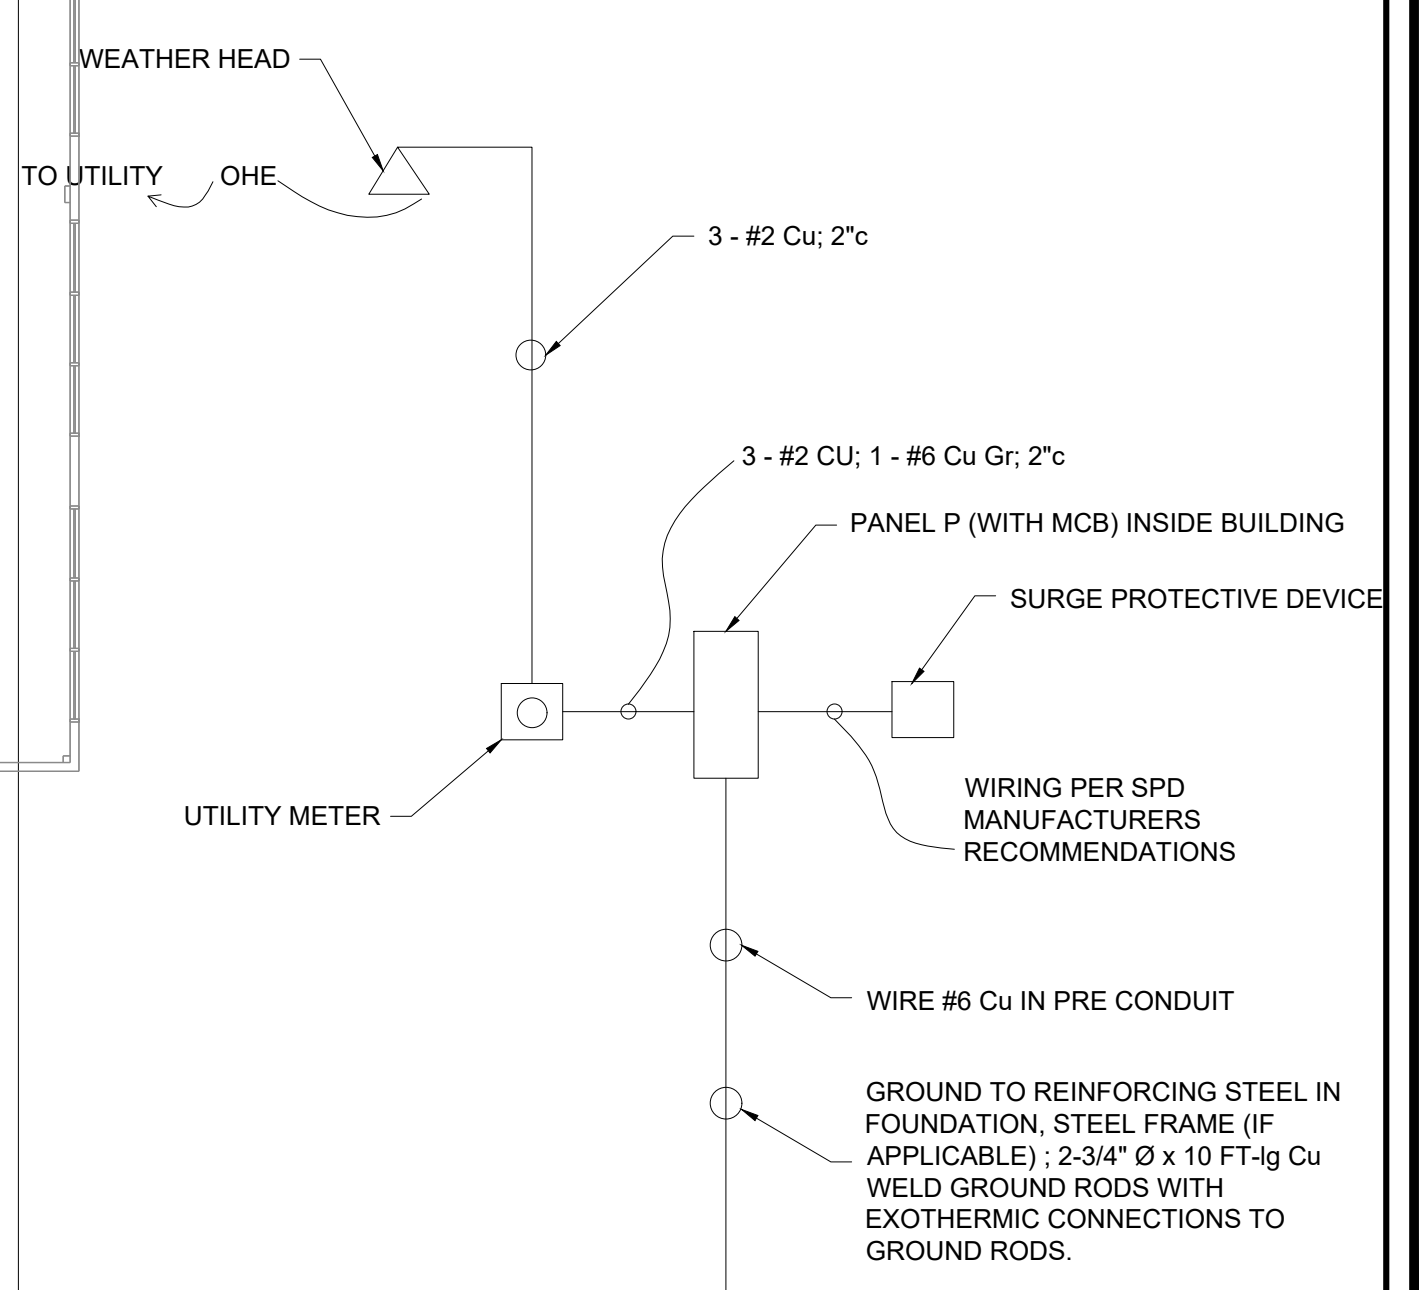 WEATHER HEAD
TO UTILITY
OHE
3 - #2 Cu; 2"c
3 - #2 CU; 1 - #6 Cu Gr; 2"c
PANEL P (WITH MCB) INSIDE BUILDING
SURGE PROTECTIVE DEVICE
UTILITY METER
WIRING PER SPD
MANUFACTURERS
RECOMMENDATIONS
WIRE #6 Cu IN PRE CONDUIT
GROUND TO REINFORCING STEEL IN
FOUNDATION, STEEL FRAME (IF
APPLICABLE) ; 2-3/4" Ø x 10 FT-lg Cu
WELD GROUND RODS WITH
EXOTHERMIC CONNECTIONS TO
GROUND RODS.